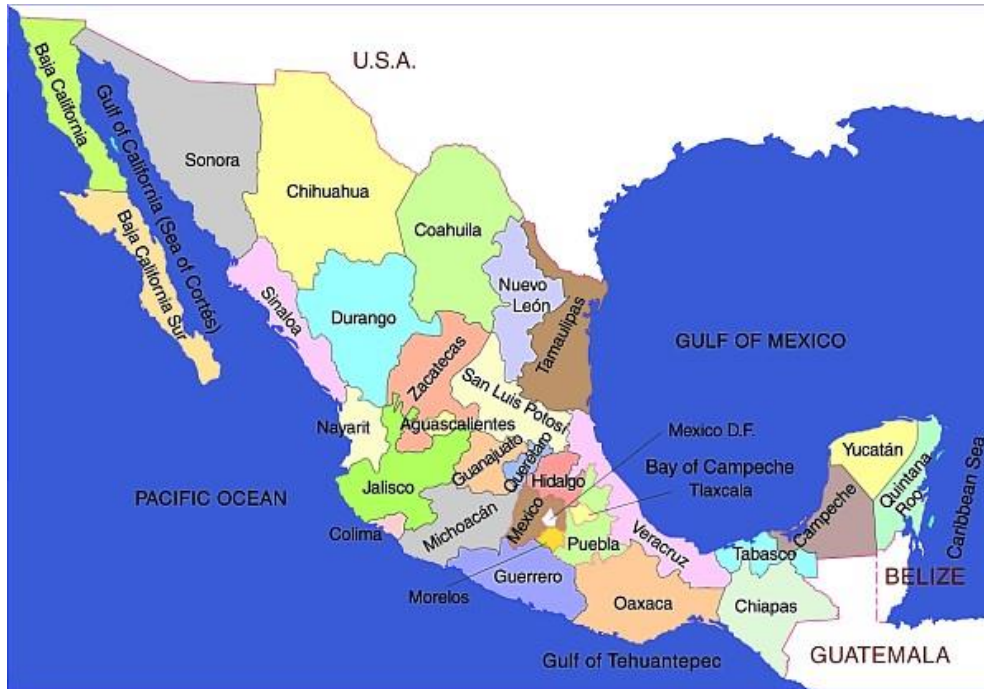 U.S.A.
Baja California
Gulf of California (Sea of Cortés)
Sonora
Chihuahua
Coahuila
Baja California Sur
Sinaloa
Durango
Nuevo
León
Tamaulipas
GULF OF MEXICO
Zacatecas
San Luis Potosí
Nayarit
Aguascalientes
Mexico D.F.
Guanajuato
Querétaro
Yucatán
Bay of Campeche
Tlaxcala
Hidalgo
Jalisco
PACIFIC OCEAN
Quintana
Roo
Caribbean Sea
Campeche
Colima
Michoacán
Mexico
Puebla
Veracruz
Tabasco
Guerrero
Morelos
Oaxaca
Chiapas
BELIZE
GUATEMALA
Gulf of Tehuantepec